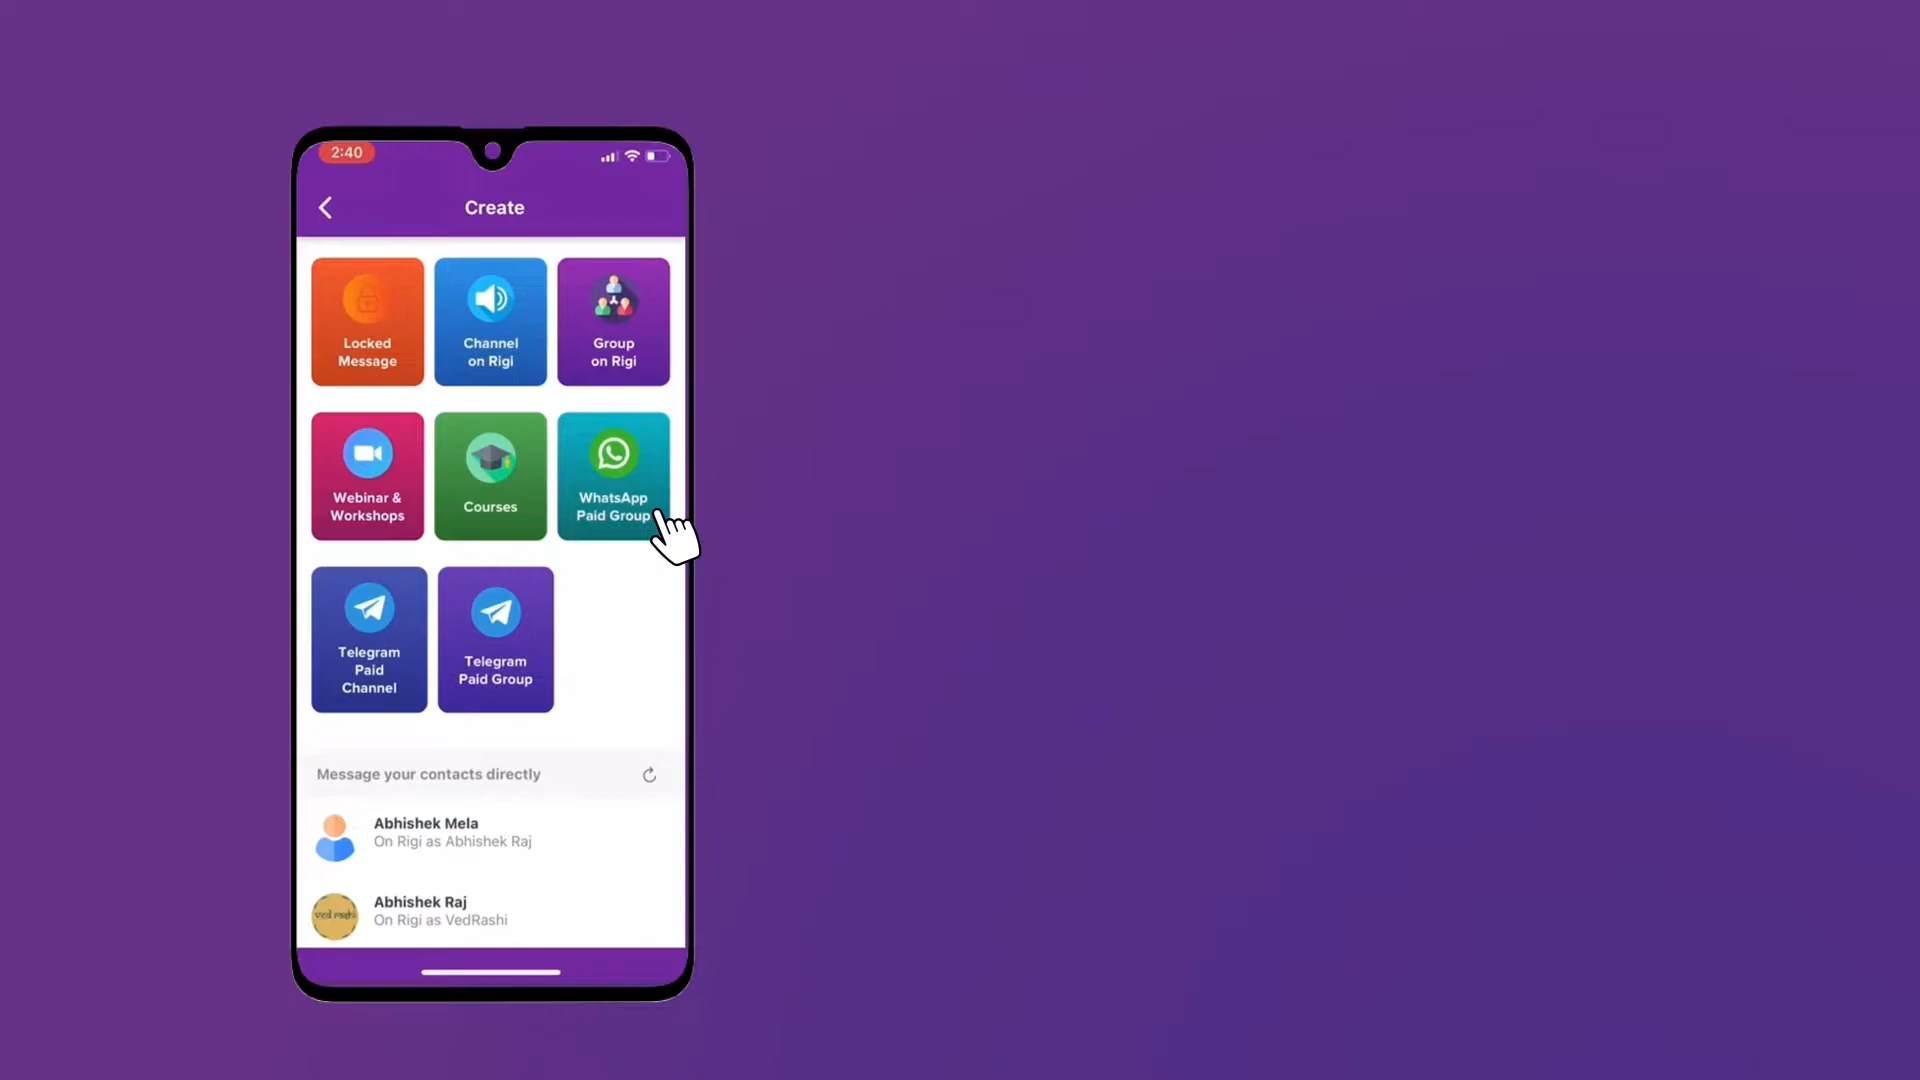 2:40
Create
Locked
Message
Channel
on Rigi
Group
on Rigi
Webinar &
Workshops
Courses
WhatsApp
Paid Group
Telegram
Paid
Channel
Telegram
Paid Group
Message your contacts directly
Abhishek Mela
On Rigi as Abhishek Raj
ved rashi
Abhishek Raj
On Rigi as VedRashi